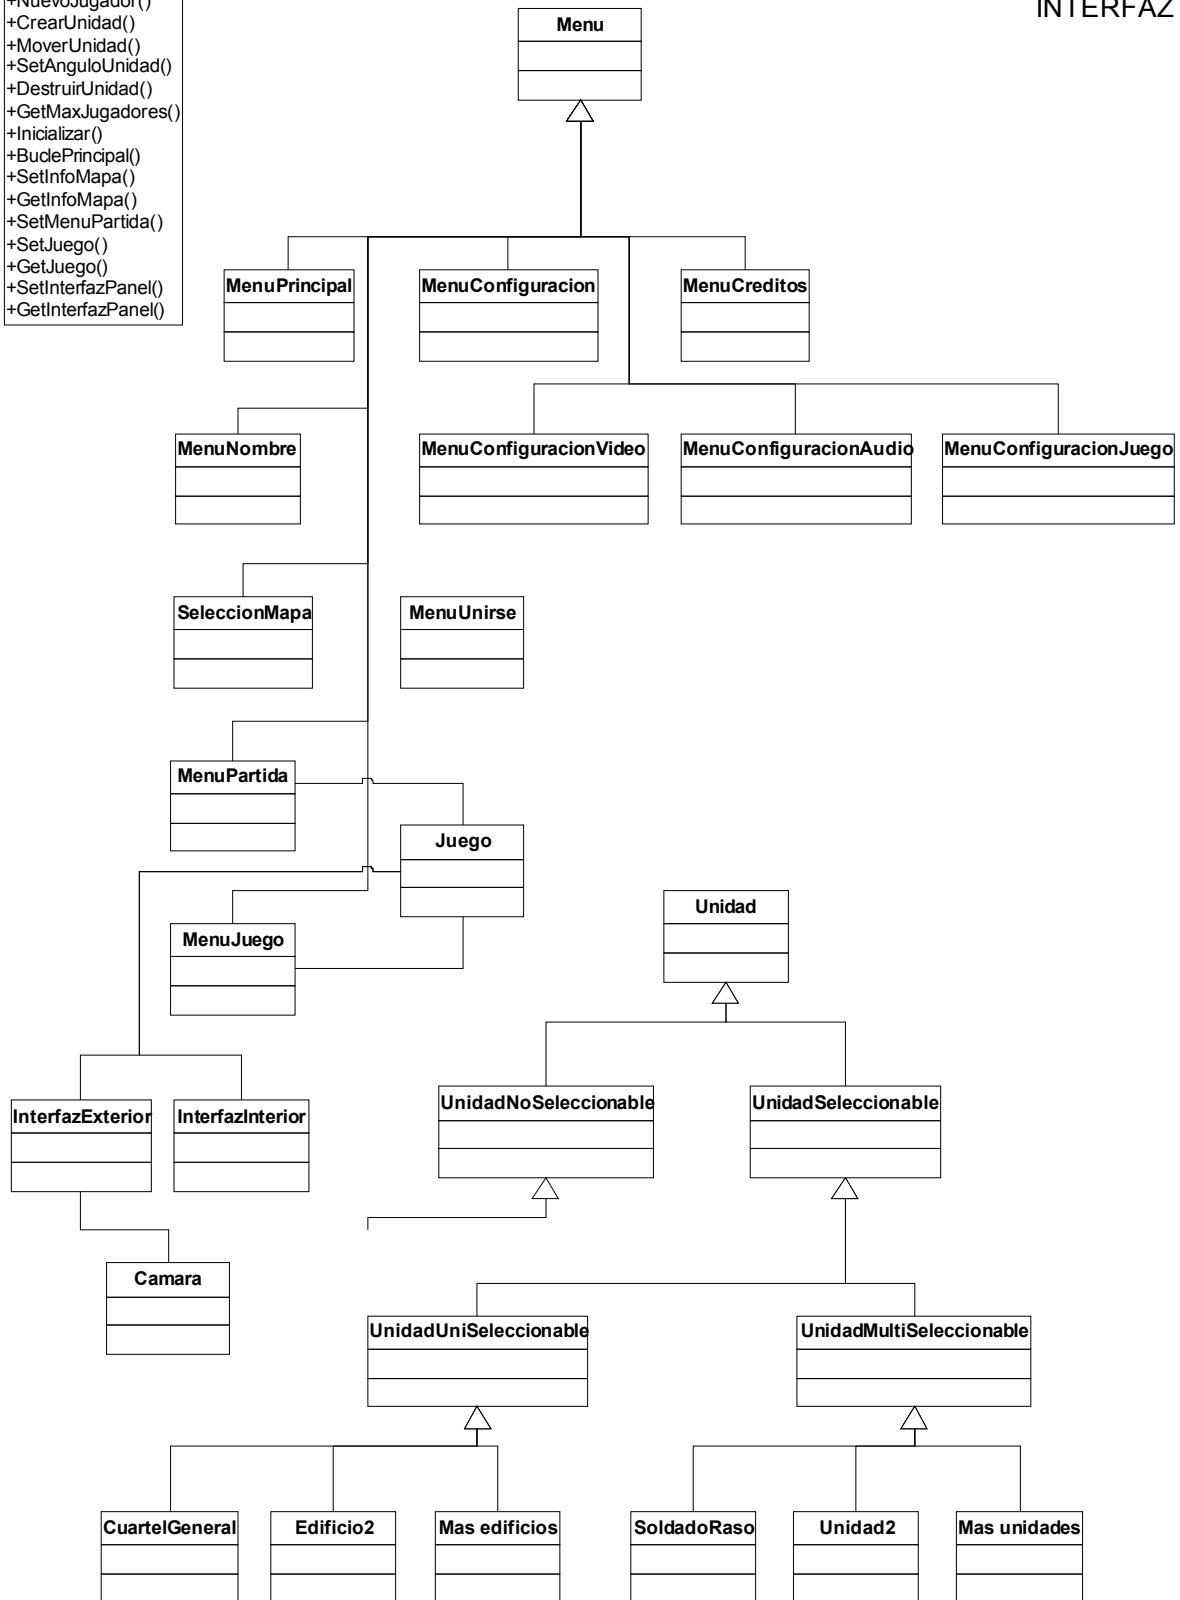 +NuevoJugador()
+CrearUnidad()
+MoverUnidad()
+SetAnguloUnidad()
+DestruirUnidad()
+GetMaxJugadores()
+Inicializar()
+BuclePrincipal()
+SetInfoMapa()
+GetInfoMapa()
+SetMenuPartida()
+SetJuego()
+GetJuego()
+SetInterfazPanel()
+GetInterfazPanel()
INTERFAZ
Menu
MenuPrincipal
MenuConfiguracion
MenuCreditos
MenuNombre
MenuConfiguracionVideo
MenuConfiguracionAudio
MenuConfiguracionJuego
SeleccionMapa
MenuUnirse
MenuPartida
Juego
Unidad
MenuJuego
InterfazExterior
InterfazInterior
UnidadNoSeleccionable
UnidadSeleccionable
Camara
UnidadUniSeleccionable
UnidadMultiSeleccionable
CuartelGeneral
Edificio2
Mas edificios
SoldadoRaso
Unidad2
Mas unidades